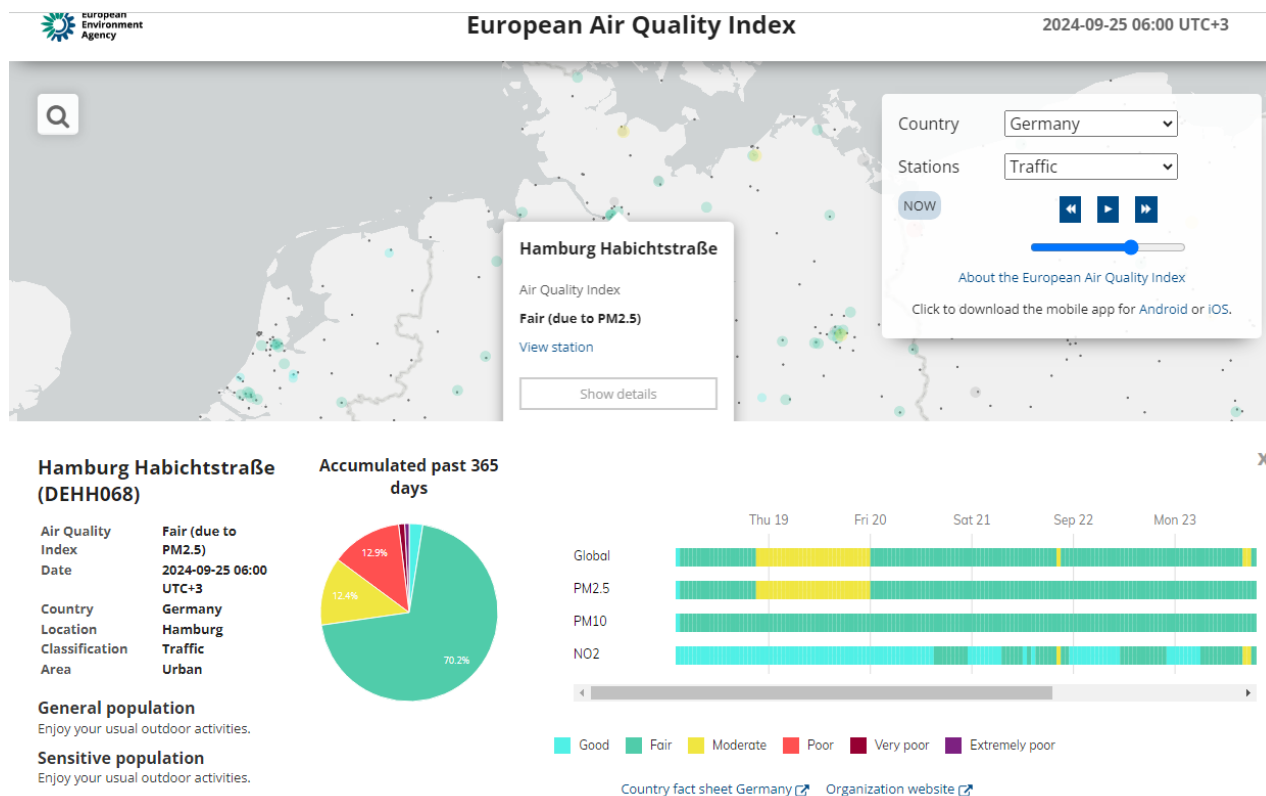 European
Environment
Agency
European Air Quality Index
2024-09-25 06:00 UTC+3
Country
Germany
Stations
Traffic
NOW
About the European Air Quality Index
Click to download the mobile app for Android or iOS.
Hamburg Habichtstraße
Air Quality Index
Fair (due to PM2.5)
View station
Show details
Hamburg Habichtstraße
(DEHH068)
Air Quality Fair (due to
Index PM2.5)
Date 2024-09-25 06:00
UTC+3
Country Germany
Location Hamburg
Classification Traffic
Area Urban
General population
Enjoy your usual outdoor activities.
Sensitive population
Enjoy your usual outdoor activities.
Accumulated past 365
days
12.9%
12.4%
70.2%
X
Thu 19 Fri 20 Sat 21 Sep 22 Mon 23
Global
PM2.5
PM10
NO2
Good Fair Moderate Poor Very poor Extremely poor
Country fact sheet Germany Organization website